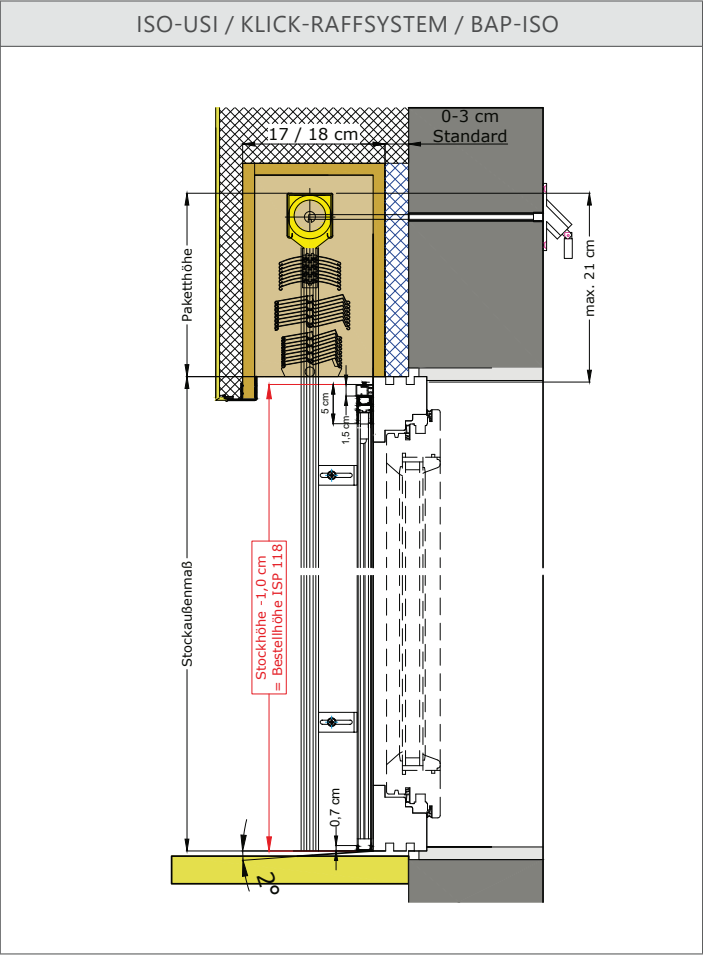 ISO-USI / KLICK-RAFFSYSTEM / BAP-ISO
0-3 cm
17 / 18 cm
Standard
Paketthöhe
max. 21 cm
5 cm
1,5 cm
Stockaußenmaß
Stockhöhe -1,0 cm
= Bestellhöhe ISP 118
0,7 cm
2°